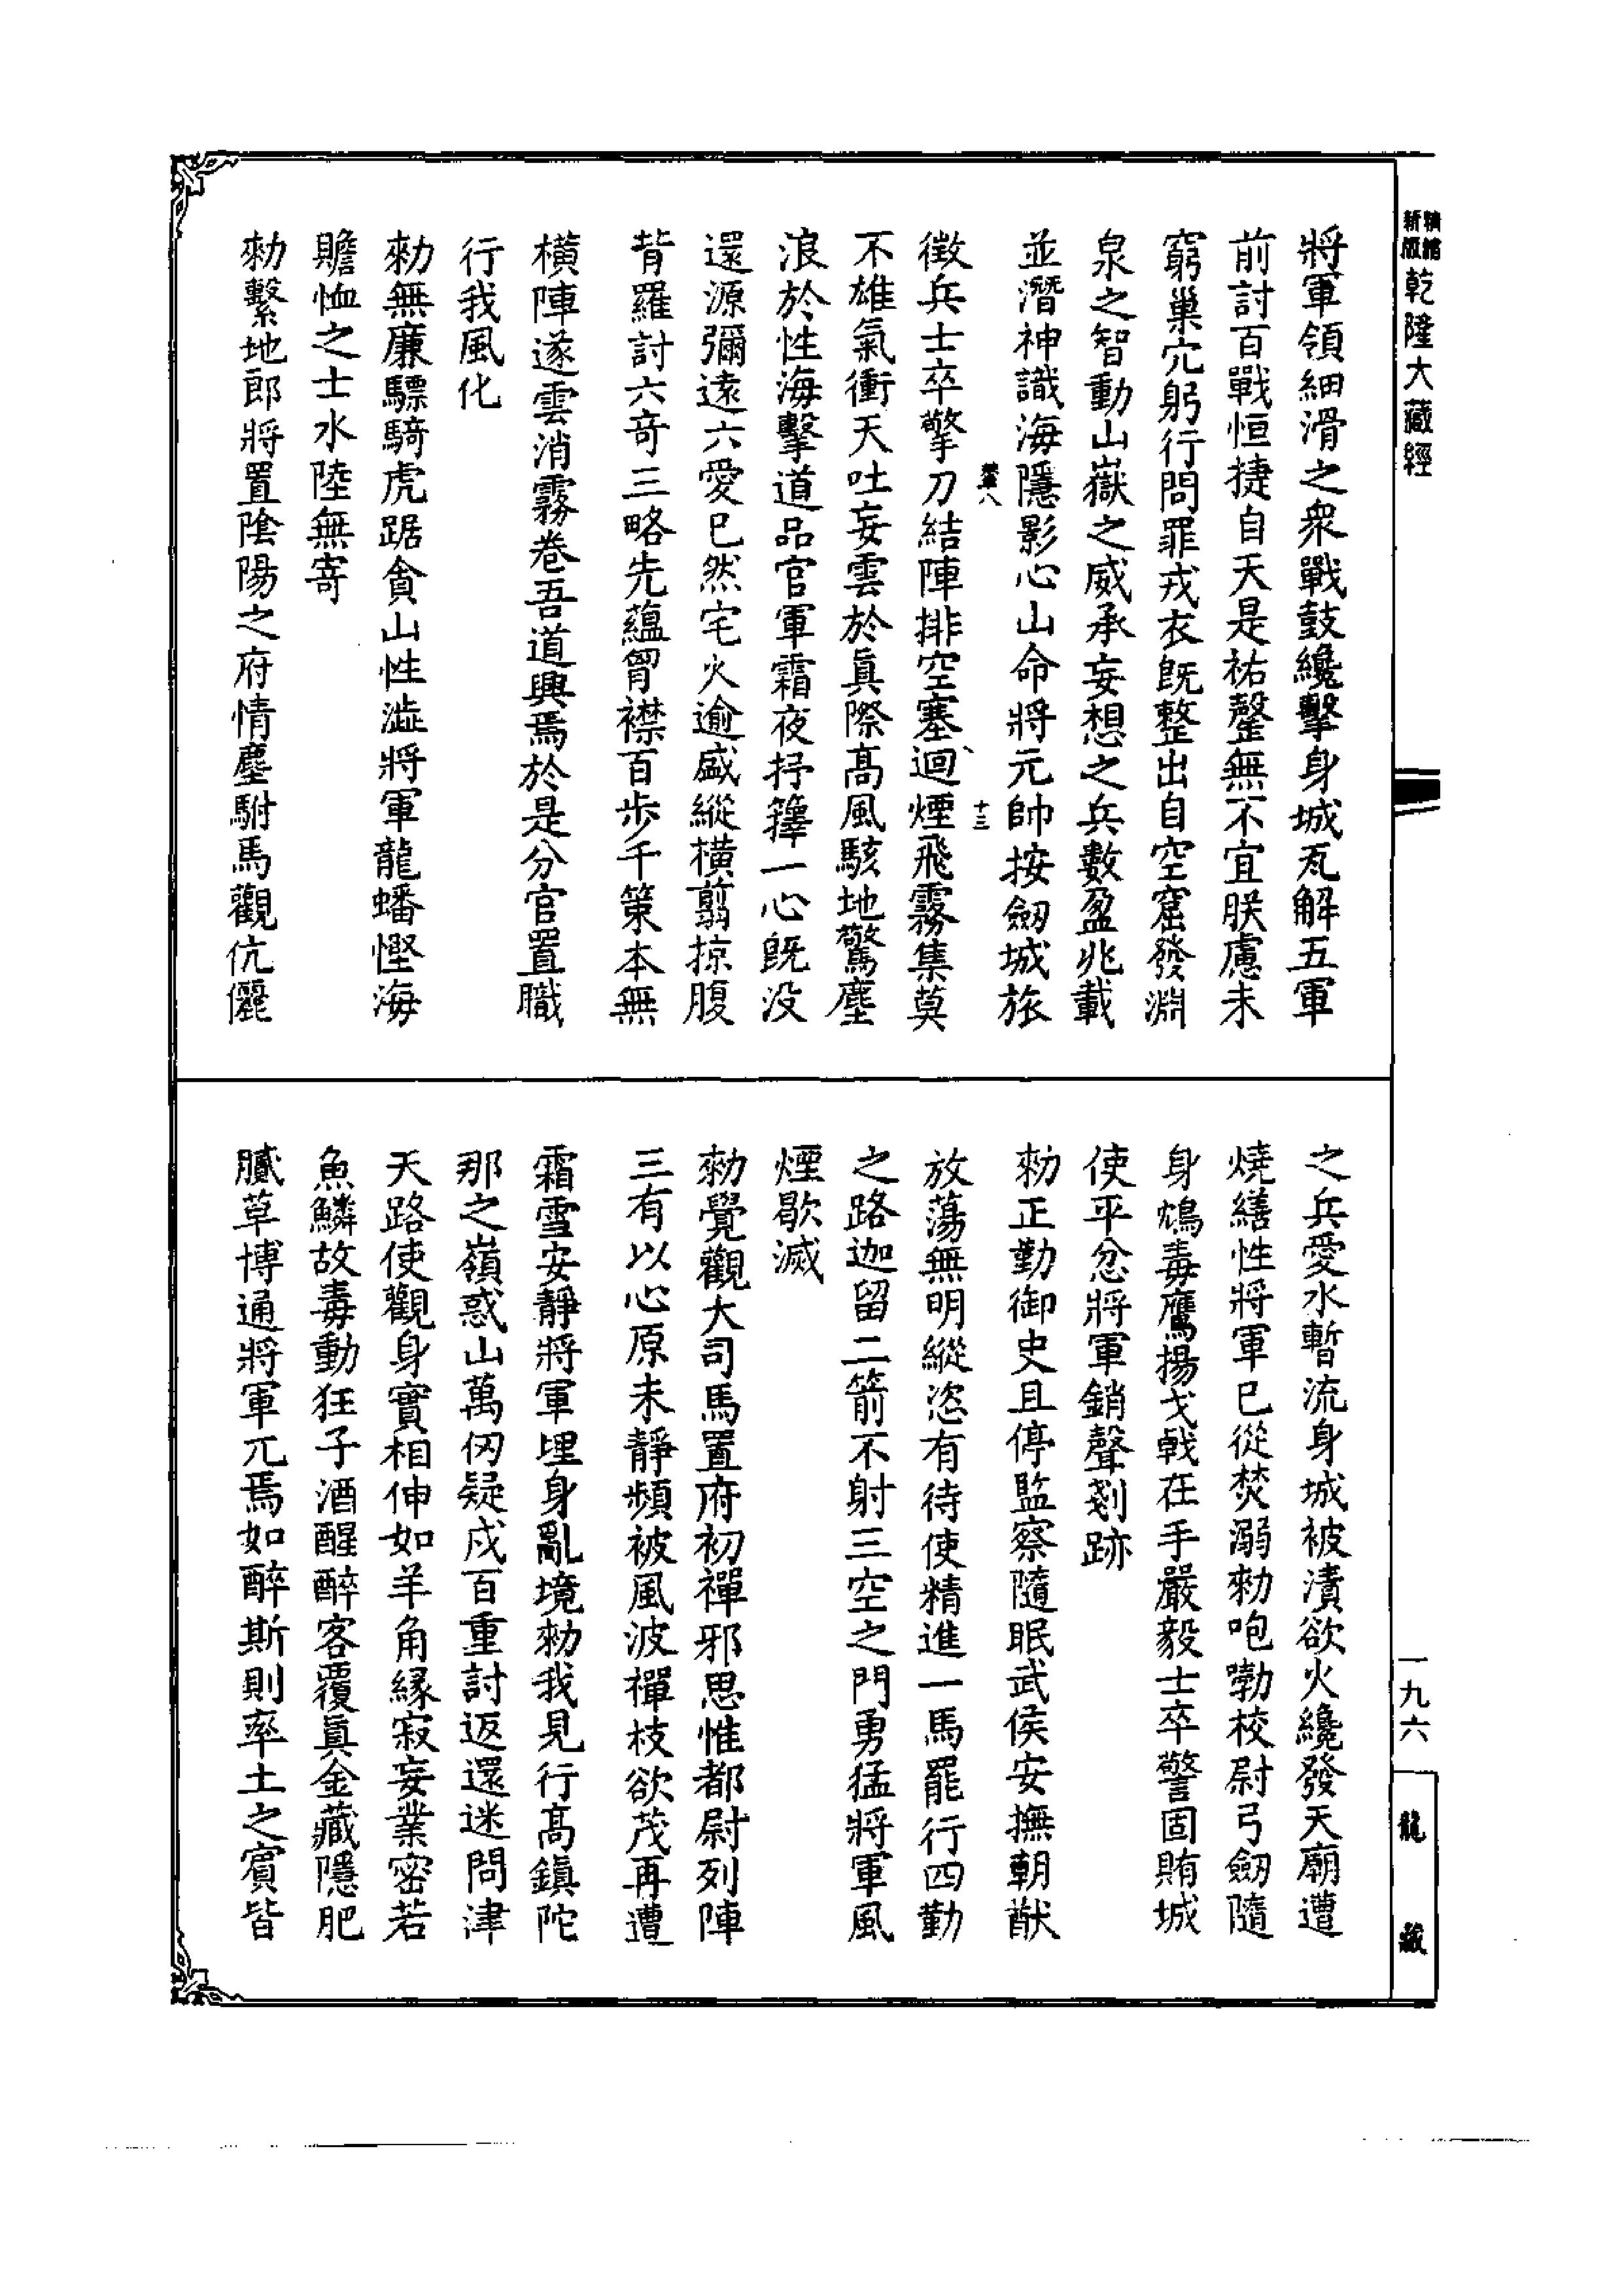 精縮
新版
乾隆大藏經
將軍領細滑之衆戰鼓纔擊身城瓦解五軍
前討百戰恒捷自天是祐罄無不宜朕慮未
窮巢穴躬行問罪戎衣旣整出自空窟發淵
泉之智動山嶽之威承妄想之兵數盈兆載
並潛神識海隱影心山命將元帥按劒城旅
十三
徵兵士卒擎刀結陣排空塞迴煙飛霧集莫
不雄氣衝天吐妄雲於眞際高風駭地驚塵
浪於性海擊道品官軍霜夜抒籜一心旣没
還源彌遠六愛已然宅火逾盛縱橫翦掠腹
背羅討六奇三略先蘊胷襟百步千策本無
橫陣遂雲消霧卷吾道興焉於是分官置職
行我風化
勑無廉驃騎虎踞貪山性澁將軍龍蟠慳海
贍恤之士水陸無寄
勑繫地郎將置陰陽之府情塵駙馬觀伉儷
之兵愛水暫流身城被漬欲火纔發天廟遭
燒繕性將軍已從焚溺勑咆勃校尉弓劒隨
身鴆毒鷹揚戈戟在手嚴毅士卒警固賄城
使平忿將軍銷聲剗跡
勑正勤御史且停監察隨眠武侯安撫朝猷
放蕩無明縱恣有待使精進一馬罷行四勤
之路迦留二箭不射三空之門勇猛將軍風
煙歇滅
勑覺觀大司馬置府初禪邪思惟都尉列陣
三有以心原未靜頻被風波禪枝欲茂再遭
霜雪安靜將軍埋身亂境勑我見行高鎭陀
那之嶺惑山萬仞疑戍百重討返還迷問津
天路使觀身實相伸如羊角緣寂妄業密若
魚鱗故毒動狂子酒醒醉客覆眞金藏隱肥
膩草博通將軍兀焉如醉斯則率土之賓皆
一九六
龍藏